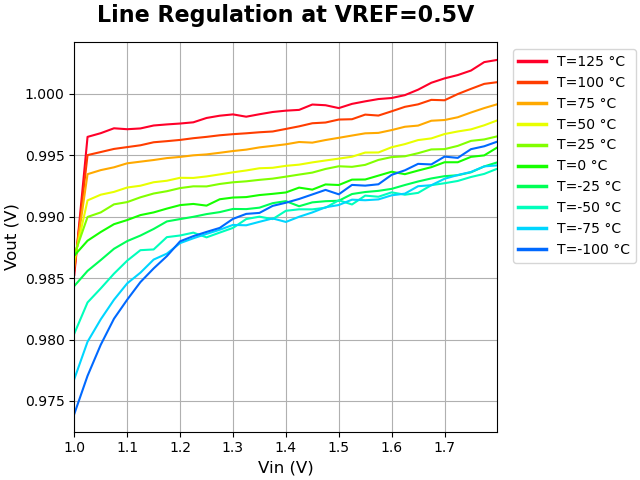 Line Regulation at VREF=0.5V
Vout (V)
1.000
0.995
0.990
0.985
0.980
0.975
1.0 1.1 1.2 1.3 1.4 1.5 1.6 1.7
Vin (V)
T=125 °C
T=100 °C
T=75 °C
T=50 °C
T=25 °C
T=0 °C
T=-25 °C
T=-50 °C
T=-75 °C
T=-100 °C